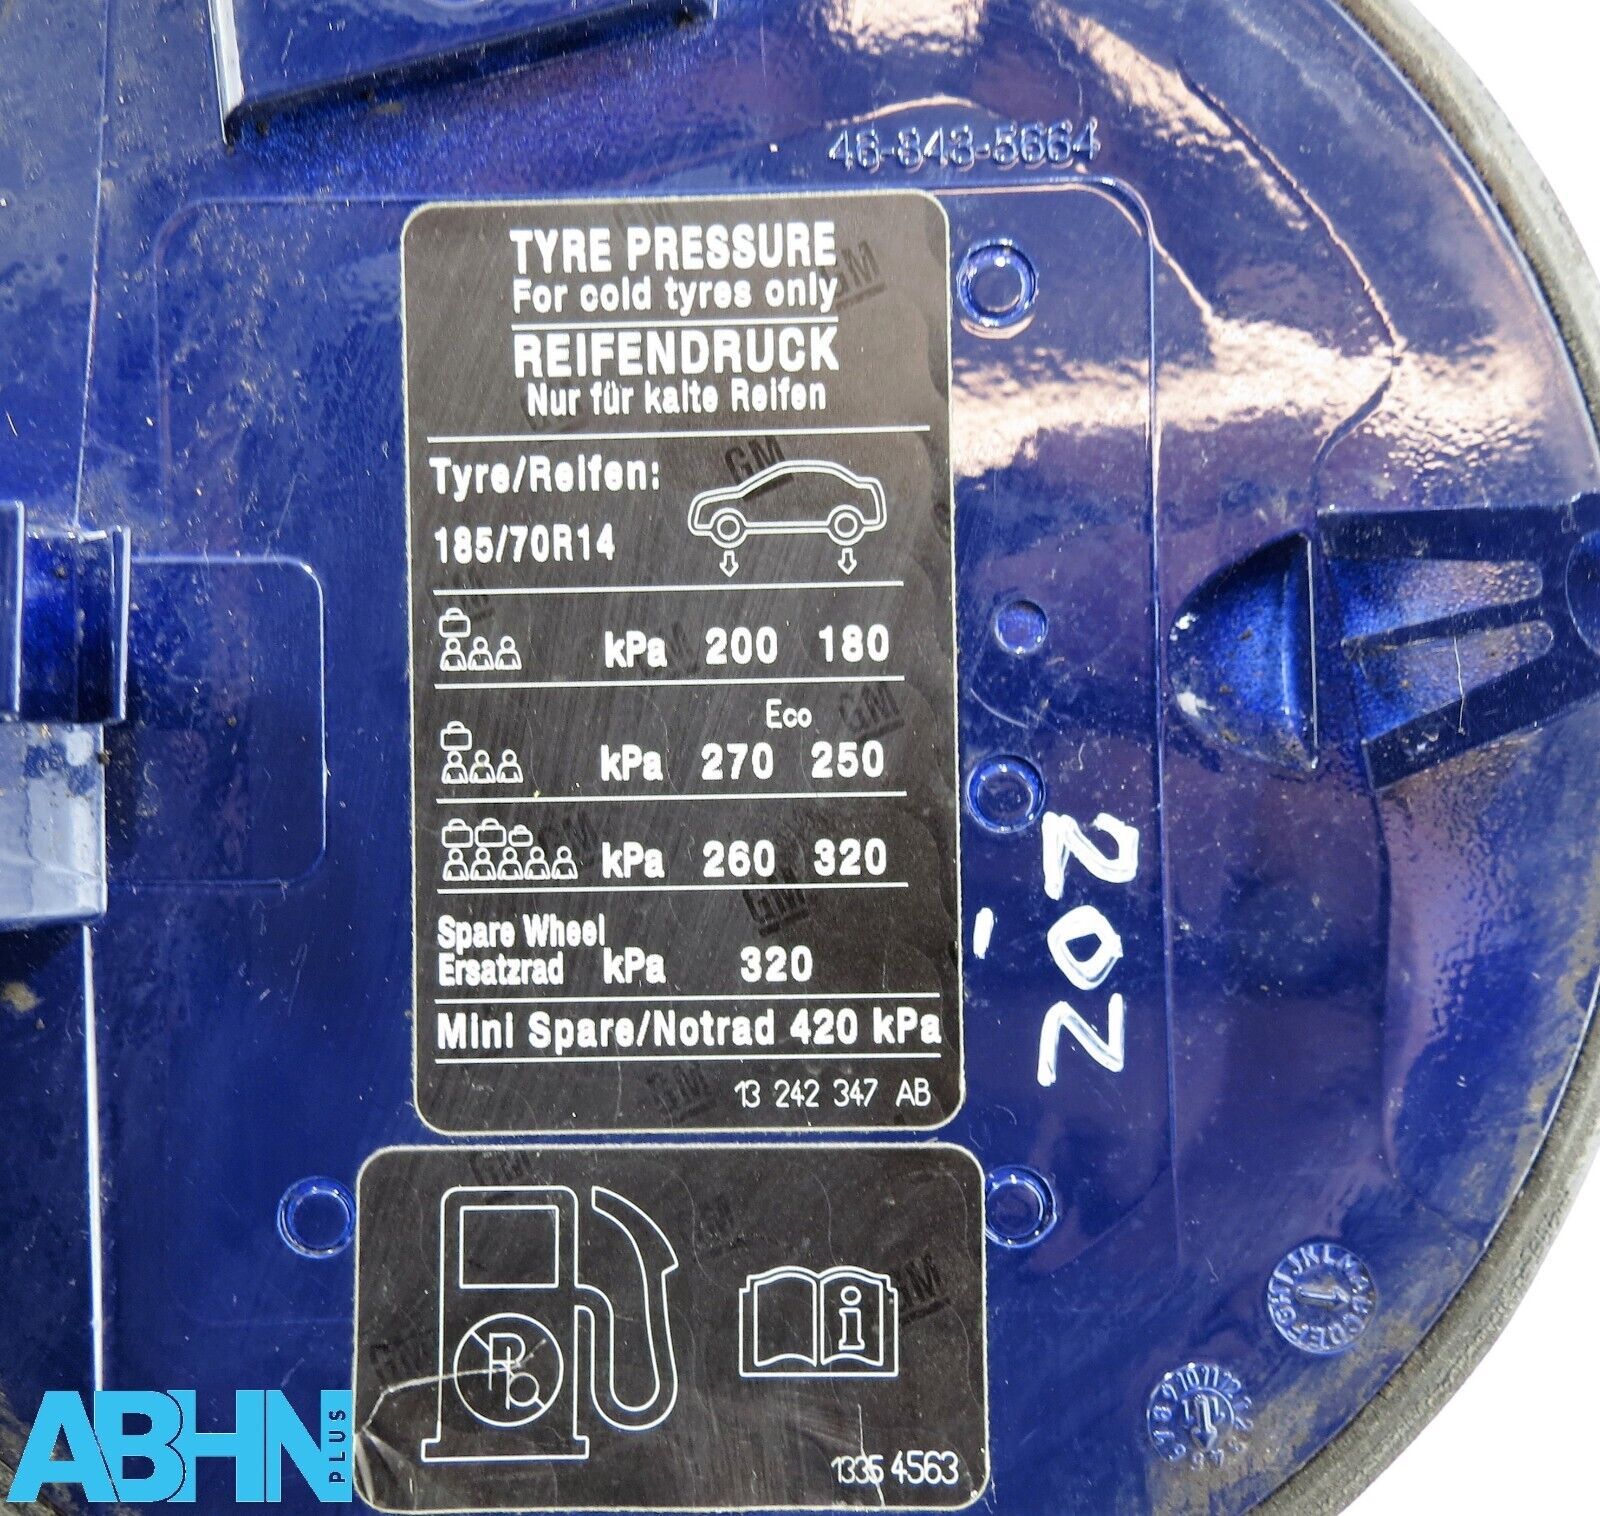 46-843-5664
TYRE PRESSURE
For cold tyres only
REIFENDRUCK
Nur für kalte Reifen
Tyre/Reifen:
185/70R14
kPa 200 180
Eco
kPa 270 250
kPa 260 320
Spare Wheel
Ersatzrad kPa 320
Mini Spare/Notrad 420 kPa
13 242 347 AB
20Z
GM
Pb
i
1335 4563
ABHN PLUS